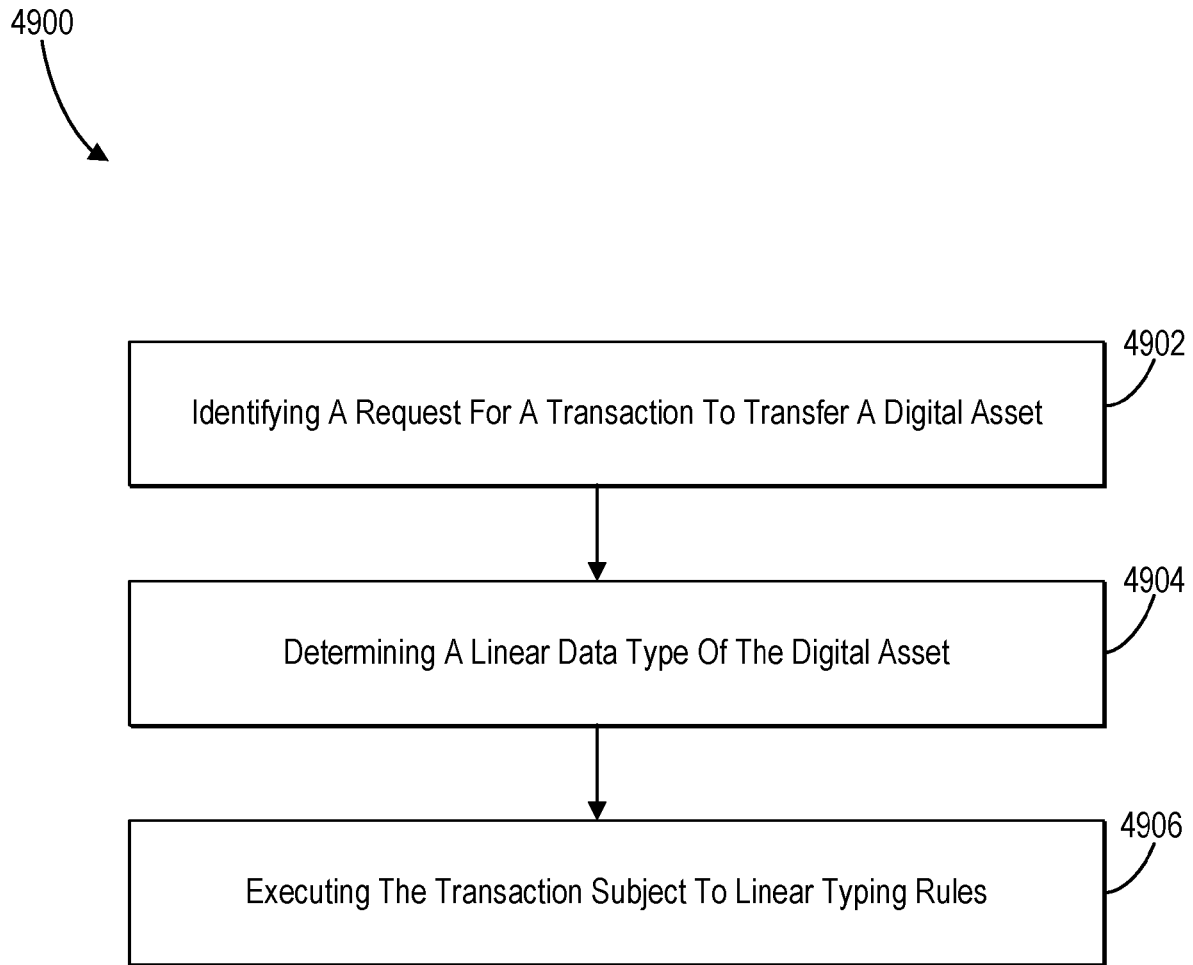 4900
4902
Identifying A Request For A Transaction To Transfer A Digital Asset
4904
Determining A Linear Data Type Of The Digital Asset
4906
Executing The Transaction Subject To Linear Typing Rules